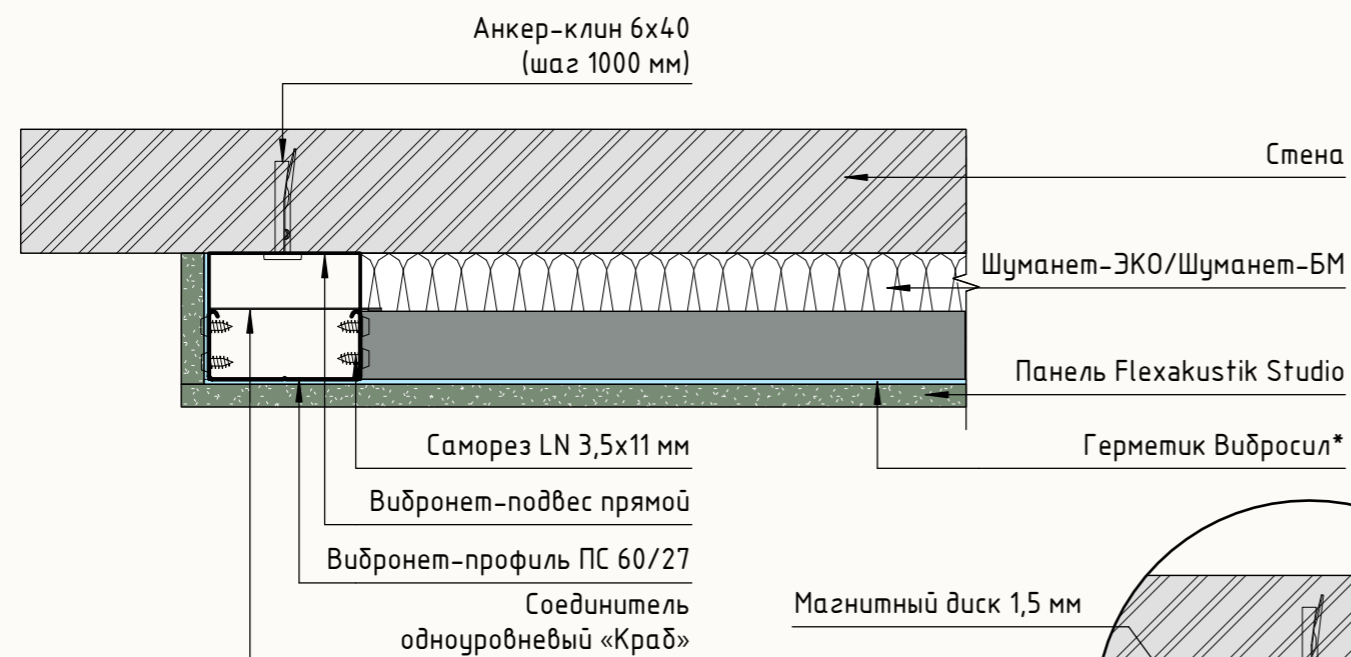 Анкер-клин 6х40
(шаг 1000 мм)
Стена
Шуманет-ЭКО/Шуманет-БМ
Панель Flexakustik Studio
Герметик Вибросил*
Саморез LN 3,5х11 мм
Вибронет-подвес прямой
Вибронет-профиль ПС 60/27
Соединитель
одноуровневый «Краб»
Магнитный диск 1,5 мм